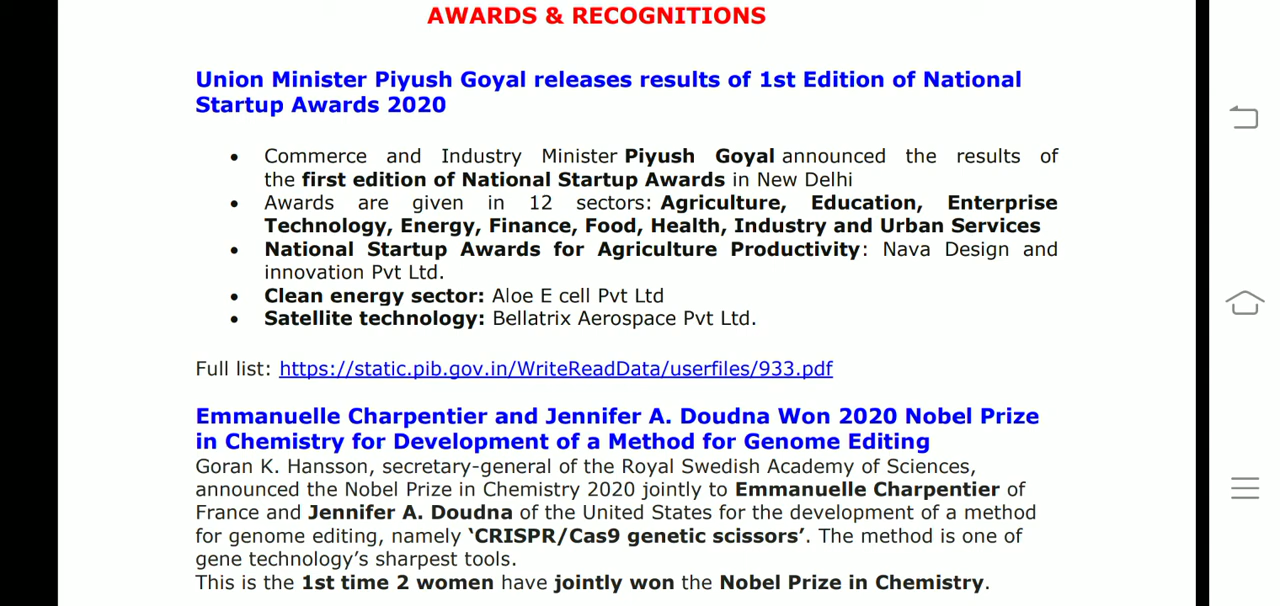 AWARDS & RECOGNITIONS
Union Minister Piyush Goyal releases results of 1st Edition of National
Startup Awards 2020
• Commerce and Industry Minister Piyush Goyal announced the results of
the first edition of National Startup Awards in New Delhi
• Awards are given in 12 sectors: Agriculture, Education, Enterprise
Technology, Energy, Finance, Food, Health, Industry and Urban Services
• National Startup Awards for Agriculture Productivity: Nava Design and
innovation Pvt Ltd.
• Clean energy sector: Aloe E cell Pvt Ltd
• Satellite technology: Bellatrix Aerospace Pvt Ltd.
Full list: https://static.pib.gov.in/WriteReadData/userfiles/933.pdf
Emmanuelle Charpentier and Jennifer A. Doudna Won 2020 Nobel Prize
in Chemistry for Development of a Method for Genome Editing
Goran K. Hansson, secretary-general of the Royal Swedish Academy of Sciences,
announced the Nobel Prize in Chemistry 2020 jointly to Emmanuelle Charpentier of
France and Jennifer A. Doudna of the United States for the development of a method
for genome editing, namely ‘CRISPR/Cas9 genetic scissors’. The method is one of
gene technology’s sharpest tools.
This is the 1st time 2 women have jointly won the Nobel Prize in Chemistry.